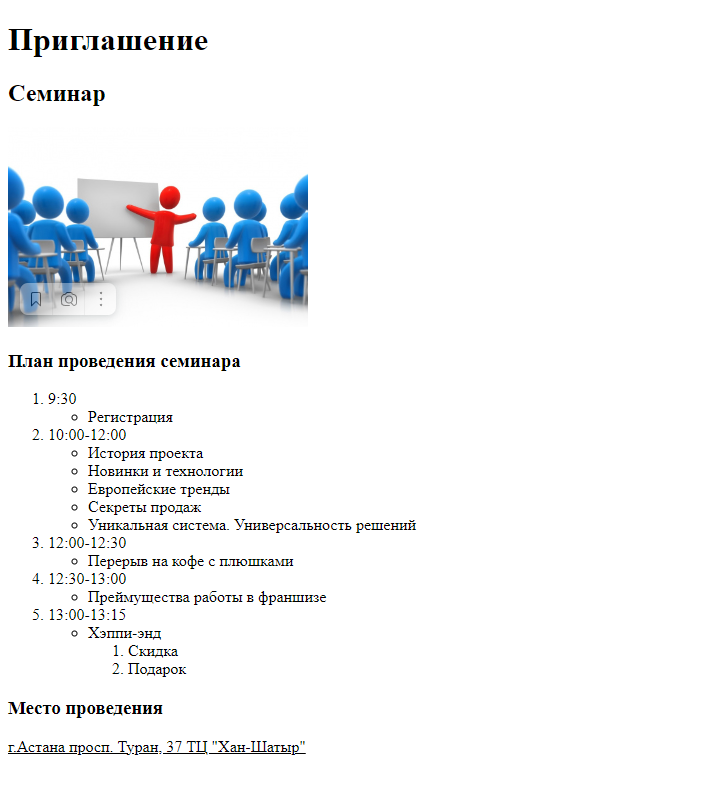 Приглашение
Семинар
План проведения семинара
1. 9:30
Регистрация
2. 10:00-12:00
История проекта
Новинки и технологии
Европейские тренды
Секреты продаж
Уникальная система. Универсальность решений
3. 12:00-12:30
Перерыв на кофе с плюшками
4. 12:30-13:00
Преймущества работы в франшизе
5. 13:00-13:15
Хэппи-энд
1. Скидка
2. Подарок
Место проведения
г.Астана просп. Туран, 37 ТЦ "Хан-Шатыр"